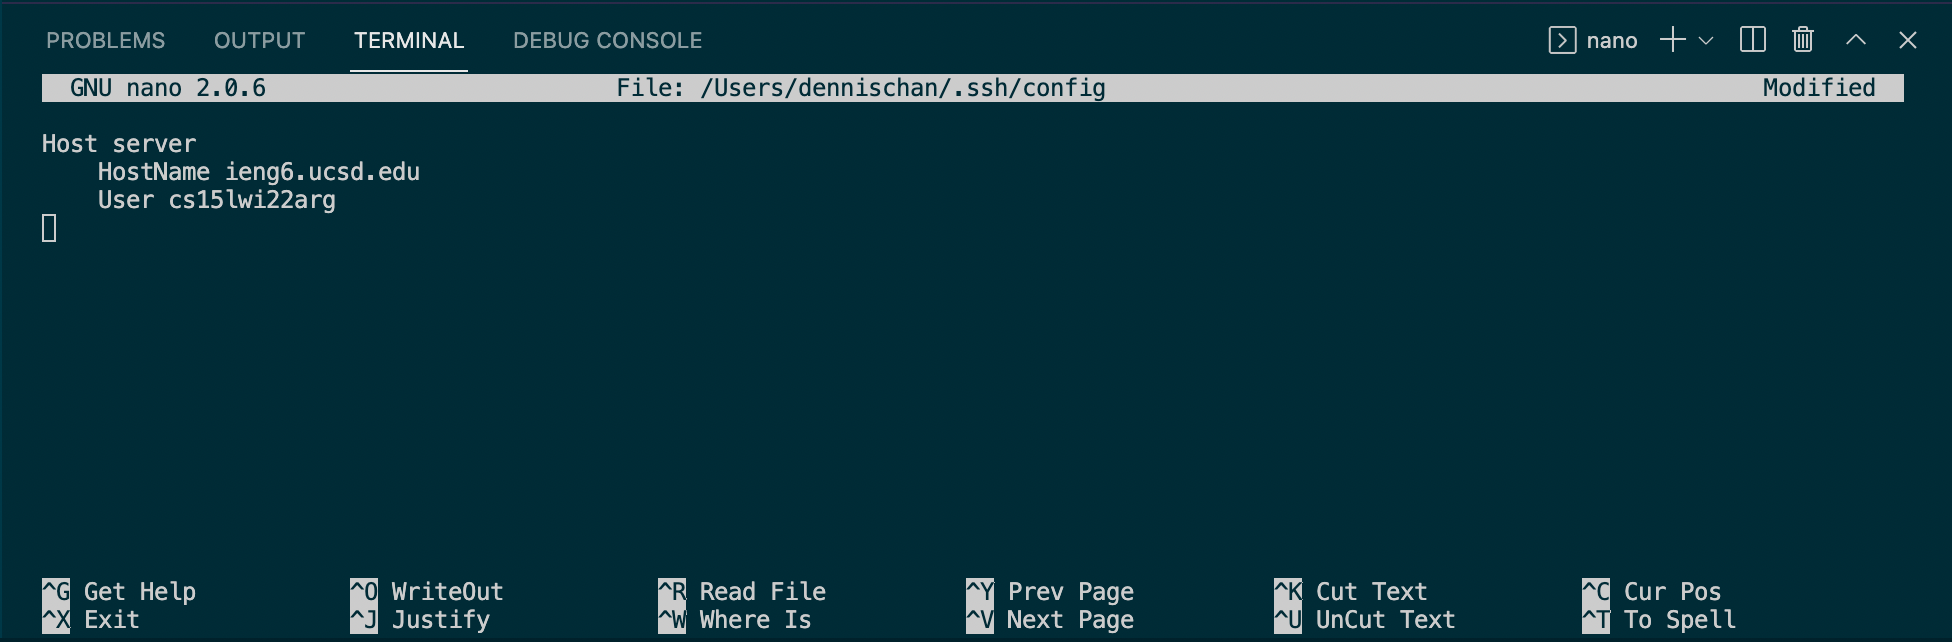 PROBLEMS OUTPUT TERMINAL DEBUG CONSOLE nano
GNU nano 2.0.6 File: /Users/dennischan/.ssh/config Modified
Host server
    HostName ieng6.ucsd.edu
    User cs15lwi22arg
^G Get Help ^O WriteOut ^R Read File ^Y Prev Page ^K Cut Text ^C Cur Pos
^X Exit ^J Justify ^W Where Is ^V Next Page ^U UnCut Text ^T To Spell